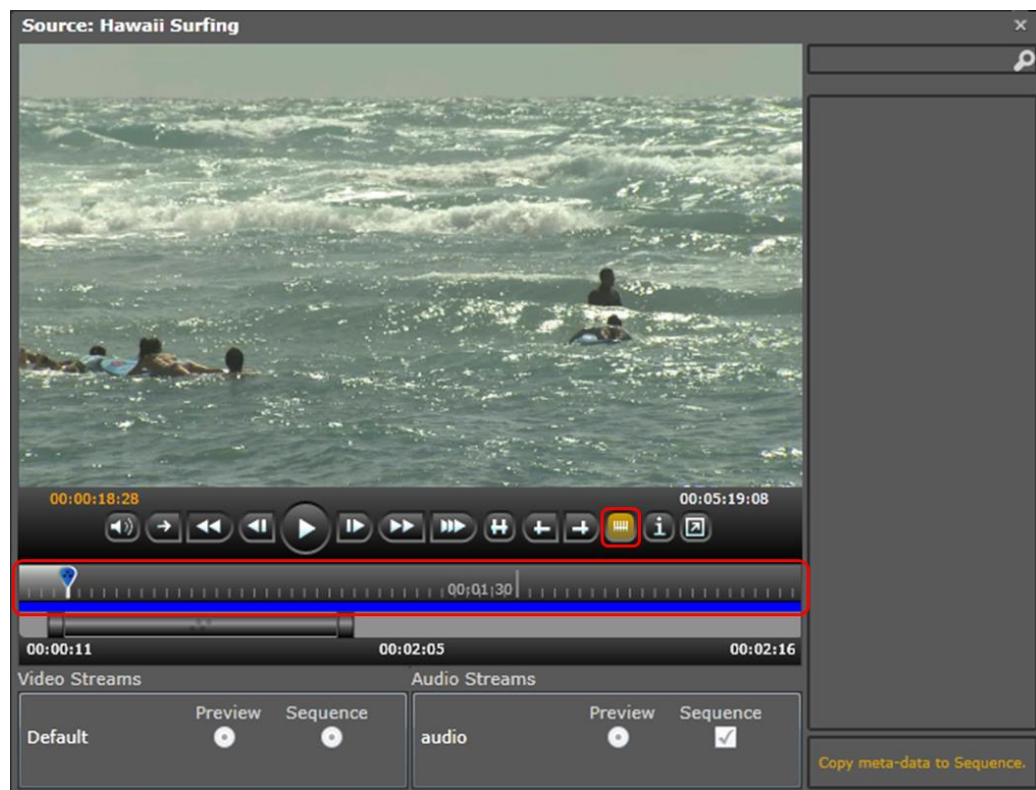 Source: Hawaii Surfing
00:00:18:28
00:05:19:08
00:01:30
00:00:11
00:02:05
00:02:16
Video Streams
Preview Sequence
Default
Audio Streams
Preview Sequence
audio
Copy meta-data to Sequence.